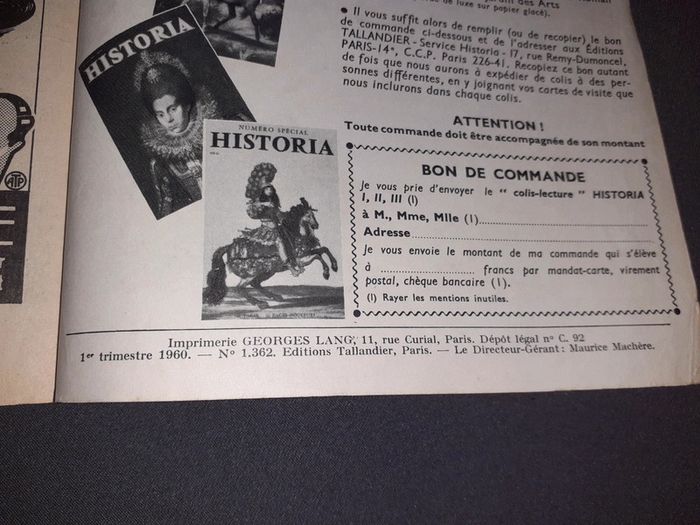 des Arts
de luxe sur papier glacé).
• Il vous suffit alors de remplir (ou de recopier) le bon
de commande ci-dessous et de l'adresser aux Éditions
TALLANDIER - Service Historia - 17, rue Remy-Dumoncel,
PARIS-14e, C.C.P. Paris 226-41. Recopiez ce bon autant
de fois que nous aurons à expédier de colis à des per-
sonnes différentes, en y joignant vos cartes de visite que
nous inclurons dans chaque colis.
ATTENTION !
Toute commande doit être accompagnée de son montant
HISTORIA
NUMÉRO SPÉCIAL
HISTORIA
ATP
BON DE COMMANDE
Je vous prie d'envoyer le “ colis-lecture ” HISTORIA
I, II, III (1)
à M., Mme, Mlle (1)
Adresse
Je vous envoie le montant de ma commande qui s'élève
à ........................ francs par mandat-carte, virement
postal, chèque bancaire (1).
(1) Rayer les mentions inutiles.
Imprimerie GEORGES LANG, 11, rue Curial, Paris. Dépôt légal n° C. 92
1er trimestre 1960. — N° 1.362. Editions Tallandier, Paris. — Le Directeur-Gérant : Maurice Machère.